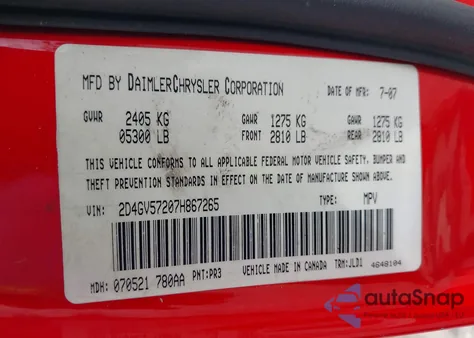 MFD BY DAIMLERCHRYSLER CORPORATION DATE OF MFR: 7-07
GVWR 2405 KG GAWR 1275 KG GAWR 1275 KG
05300 LB FRONT 2810 LB REAR 2810 LB
THIS VEHICLE CONFORMS TO ALL APPLICABLE FEDERAL MOTOR VEHICLE SAFETY, BUMPER AND
THEFT PREVENTION STANDARDS IN EFFECT ON THE DATE OF MANUFACTURE SHOWN ABOVE.
VIN: 2D4GV57207H867265 TYPE: MPV
MDH: 070521 780AA PNT:PR3 VEHICLE MADE IN CANADA TRM:JLD1 4648104
autaSnap